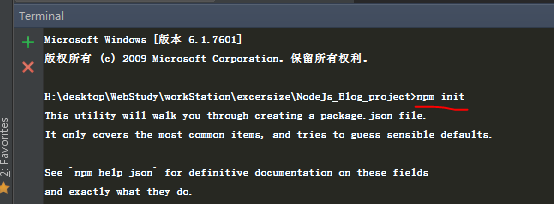 Terminal
Microsoft Windows [版本 6.1.7601]
版权所有 (c) 2009 Microsoft Corporation。保留所有权利。
H:\desktop\WebStudy\workStation\excersize\NodeJs_Blog_project>npm init
This utility will walk you through creating a package.json file.
It only covers the most common items, and tries to guess sensible defaults.
See `npm help json` for definitive documentation on these fields
and exactly what they do.
2: Favorites